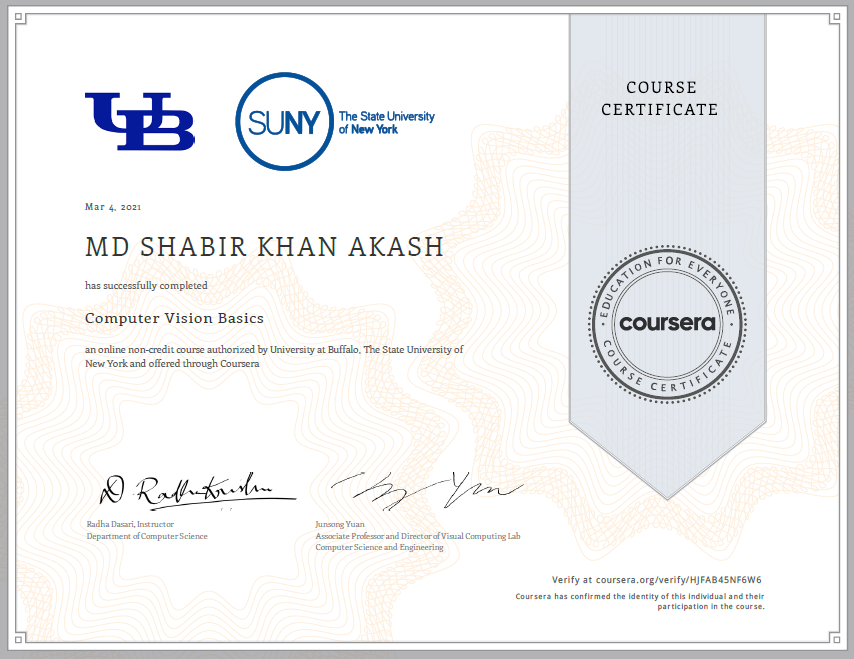 UB
SUNY
The State University
of New York
COURSE
CERTIFICATE
Mar 4, 2021
MD SHABIR KHAN AKASH
has successfully completed
Computer Vision Basics
an online non-credit course authorized by University at Buffalo, The State University of
New York and offered through Coursera
EDUCATION FOR EVERYONE
coursera
COURSE CERTIFICATE
Radha Dasari, Instructor
Department of Computer Science
Junsong Yuan
Associate Professor and Director of Visual Computing Lab
Computer Science and Engineering
Verify at coursera.org/verify/HJFAB45NF6W6
Coursera has confirmed the identity of this individual and their
participation in the course.